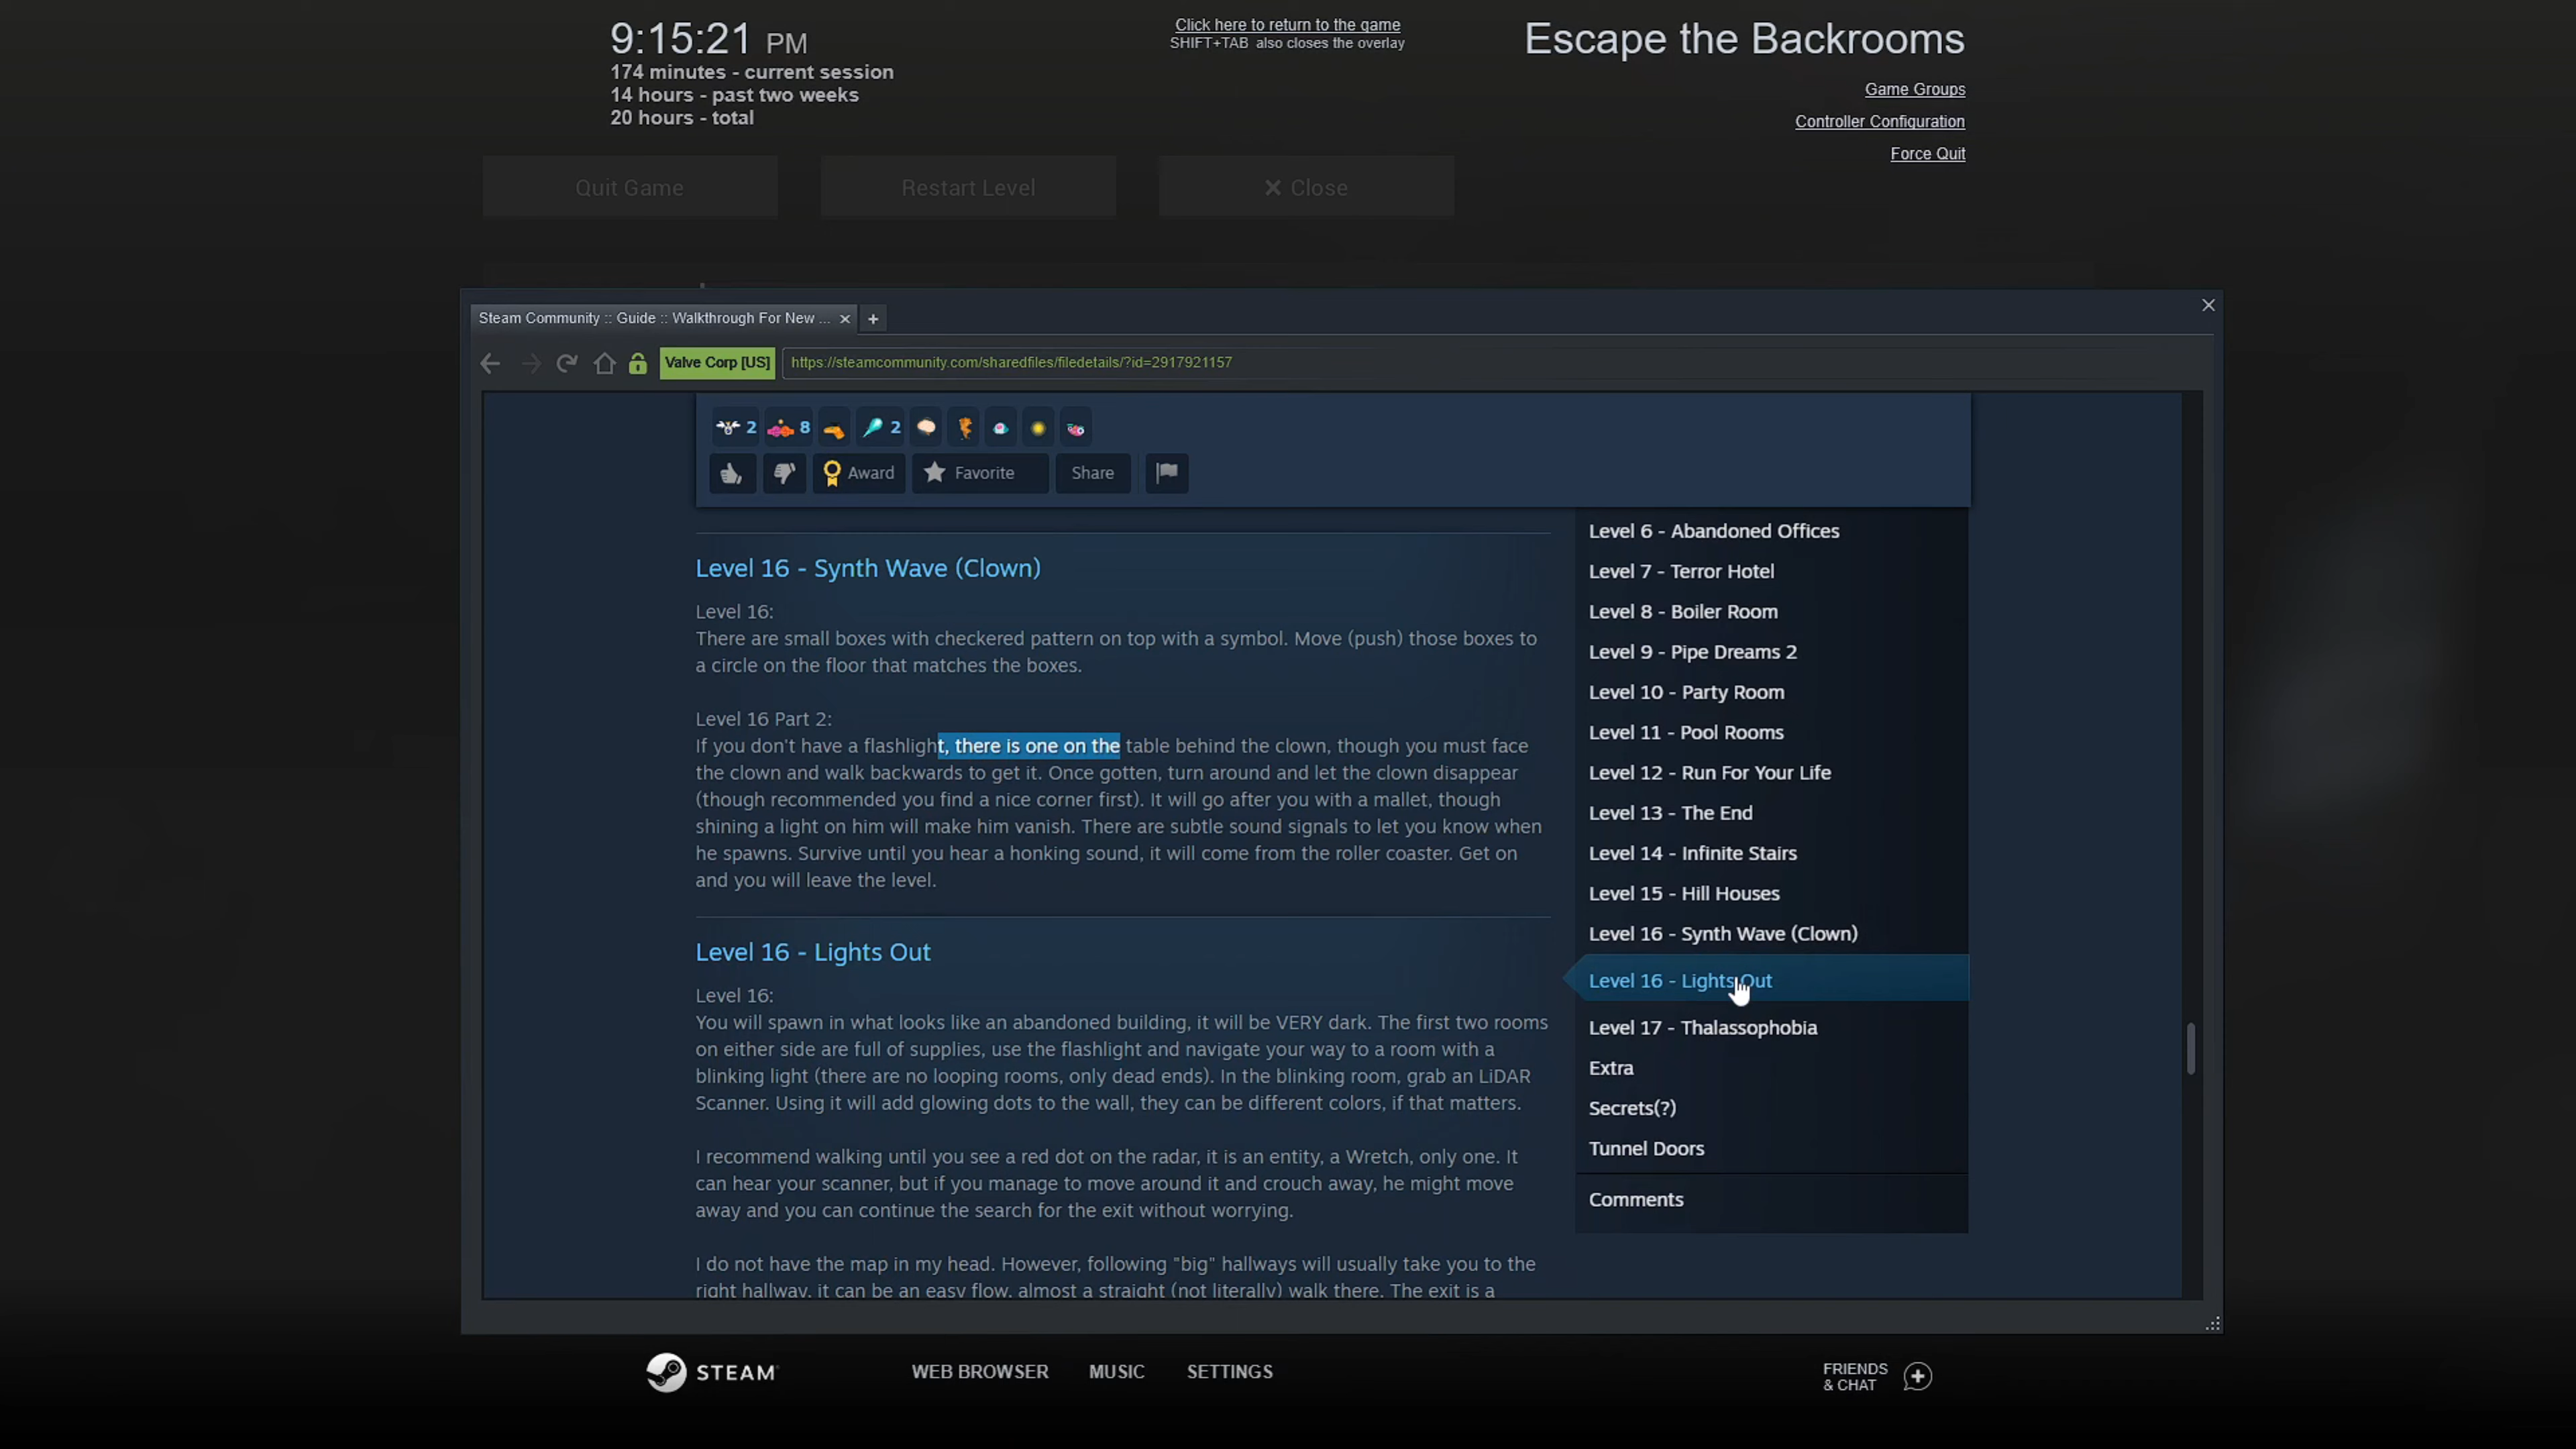 9:15:21 PM
174 minutes - current session
14 hours - past two weeks
20 hours - total
Click here to return to the game
SHIFT+TAB also closes the overlay
Escape the Backrooms
Game Groups
Controller Configuration
Force Quit
Quit Game
Restart Level
Close
Steam Community :: Guide :: Walkthrough For New ...
Valve Corp [US]
https://steamcommunity.com/sharedfiles/filedetails/?id=2917921157
2
8
2
Award
Favorite
Share
Level 16 - Synth Wave (Clown)
Level 16:
There are small boxes with checkered pattern on top with a symbol. Move (push) those boxes to
a circle on the floor that matches the boxes.
Level 16 Part 2:
If you don't have a flashlight, there is one on the table behind the clown, though you must face
the clown and walk backwards to get it. Once gotten, turn around and let the clown disappear
(though recommended you find a nice corner first). It will go after you with a mallet, though
shining a light on him will make him vanish. There are subtle sound signals to let you know when
he spawns. Survive until you hear a honking sound, it will come from the roller coaster. Get on
and you will leave the level.
Level 16 - Lights Out
Level 16:
You will spawn in what looks like an abandoned building, it will be VERY dark. The first two rooms
on either side are full of supplies, use the flashlight and navigate your way to a room with a
blinking light (there are no looping rooms, only dead ends). In the blinking room, grab an LiDAR
Scanner. Using it will add glowing dots to the wall, they can be different colors, if that matters.
I recommend walking until you see a red dot on the radar, it is an entity, a Wretch, only one. It
can hear your scanner, but if you manage to move around it and crouch away, he might move
away and you can continue the search for the exit without worrying.
I do not have the map in my head. However, following "big" hallways will usually take you to the
right hallway, it can be an easy flow, almost a straight (not literally) walk there. The exit is a
Level 6 - Abandoned Offices
Level 7 - Terror Hotel
Level 8 - Boiler Room
Level 9 - Pipe Dreams 2
Level 10 - Party Room
Level 11 - Pool Rooms
Level 12 - Run For Your Life
Level 13 - The End
Level 14 - Infinite Stairs
Level 15 - Hill Houses
Level 16 - Synth Wave (Clown)
Level 16 - Lights Out
Level 17 - Thalassophobia
Extra
Secrets(?)
Tunnel Doors
Comments
STEAM
WEB BROWSER
MUSIC
SETTINGS
FRIENDS
& CHAT